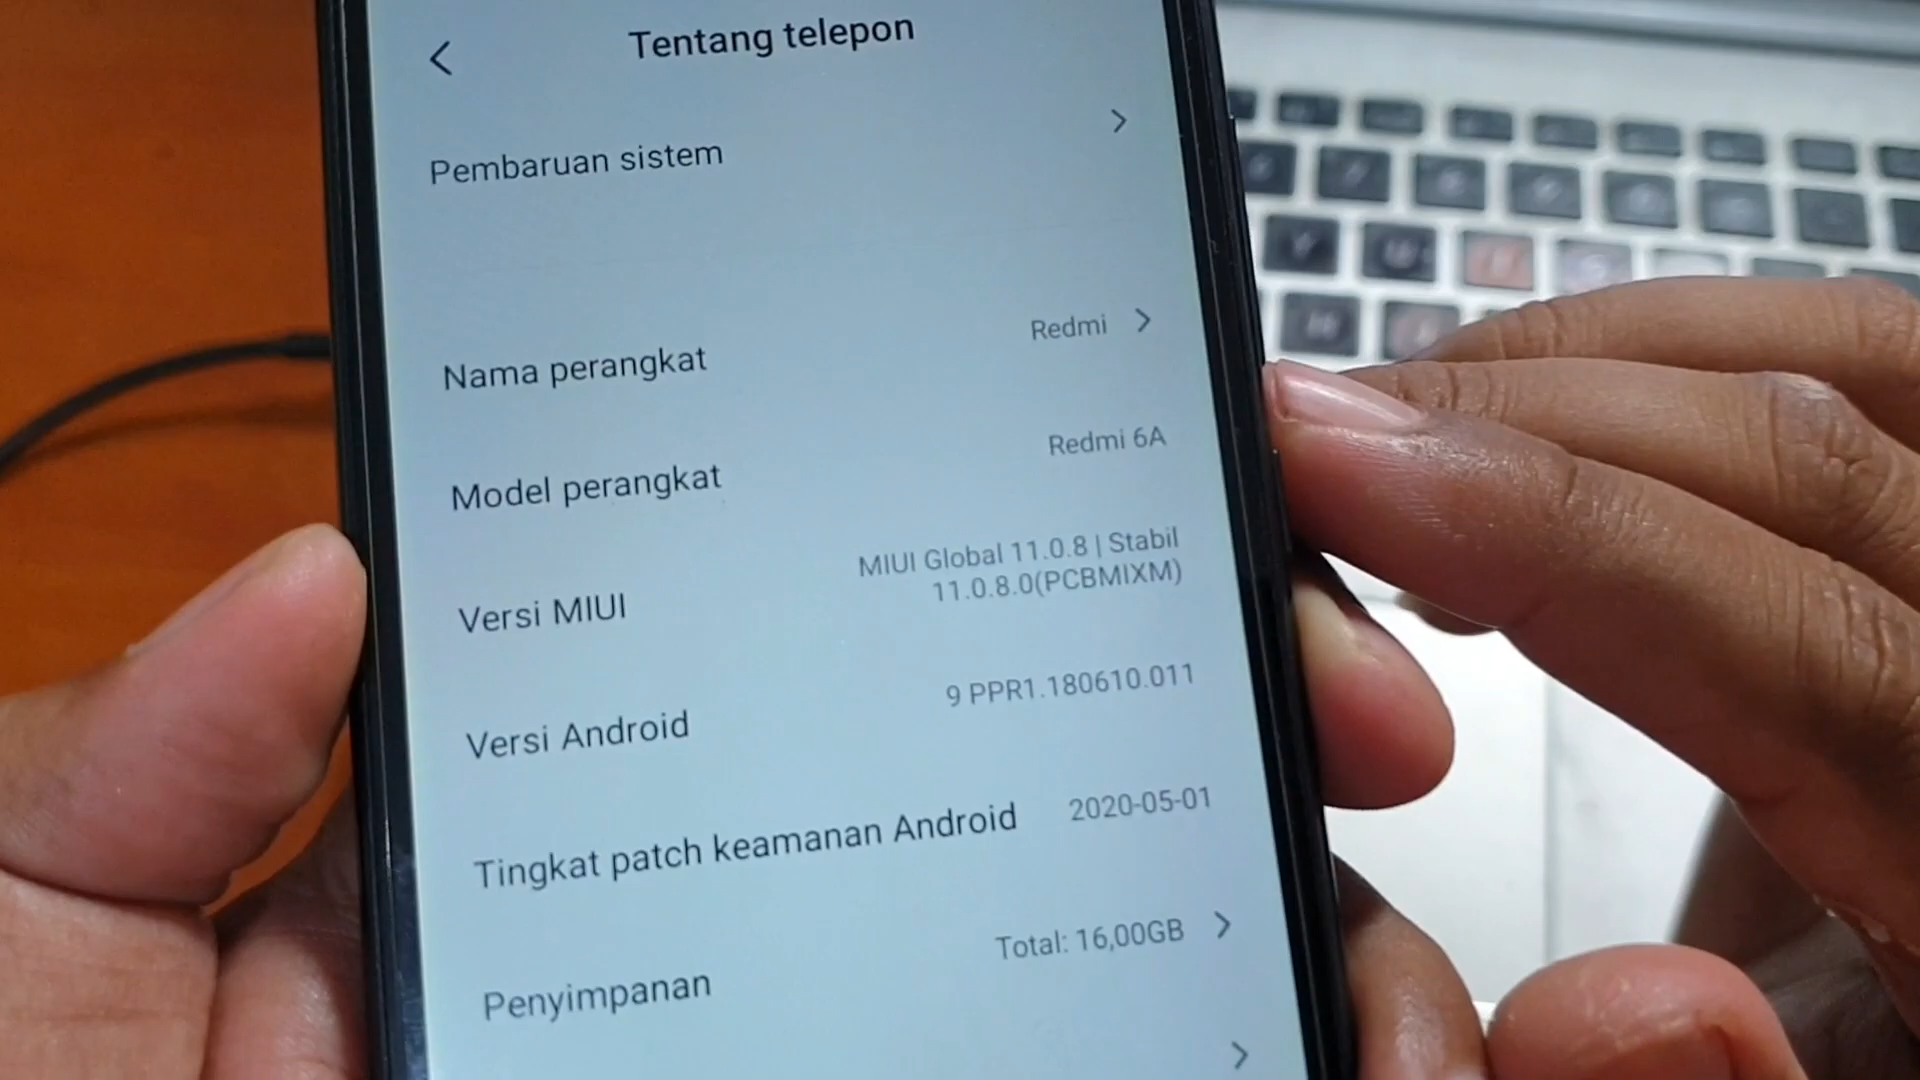 Tentang telepon
Pembaruan sistem
Nama perangkat
Redmi
Model perangkat
Redmi 6A
Versi MIUI
MIUI Global 11.0.8 | Stabil
11.0.8.0(PCBMIXM)
Versi Android
9 PPR1.180610.011
Tingkat patch keamanan Android
2020-05-01
Penyimpanan
Total: 16,00GB